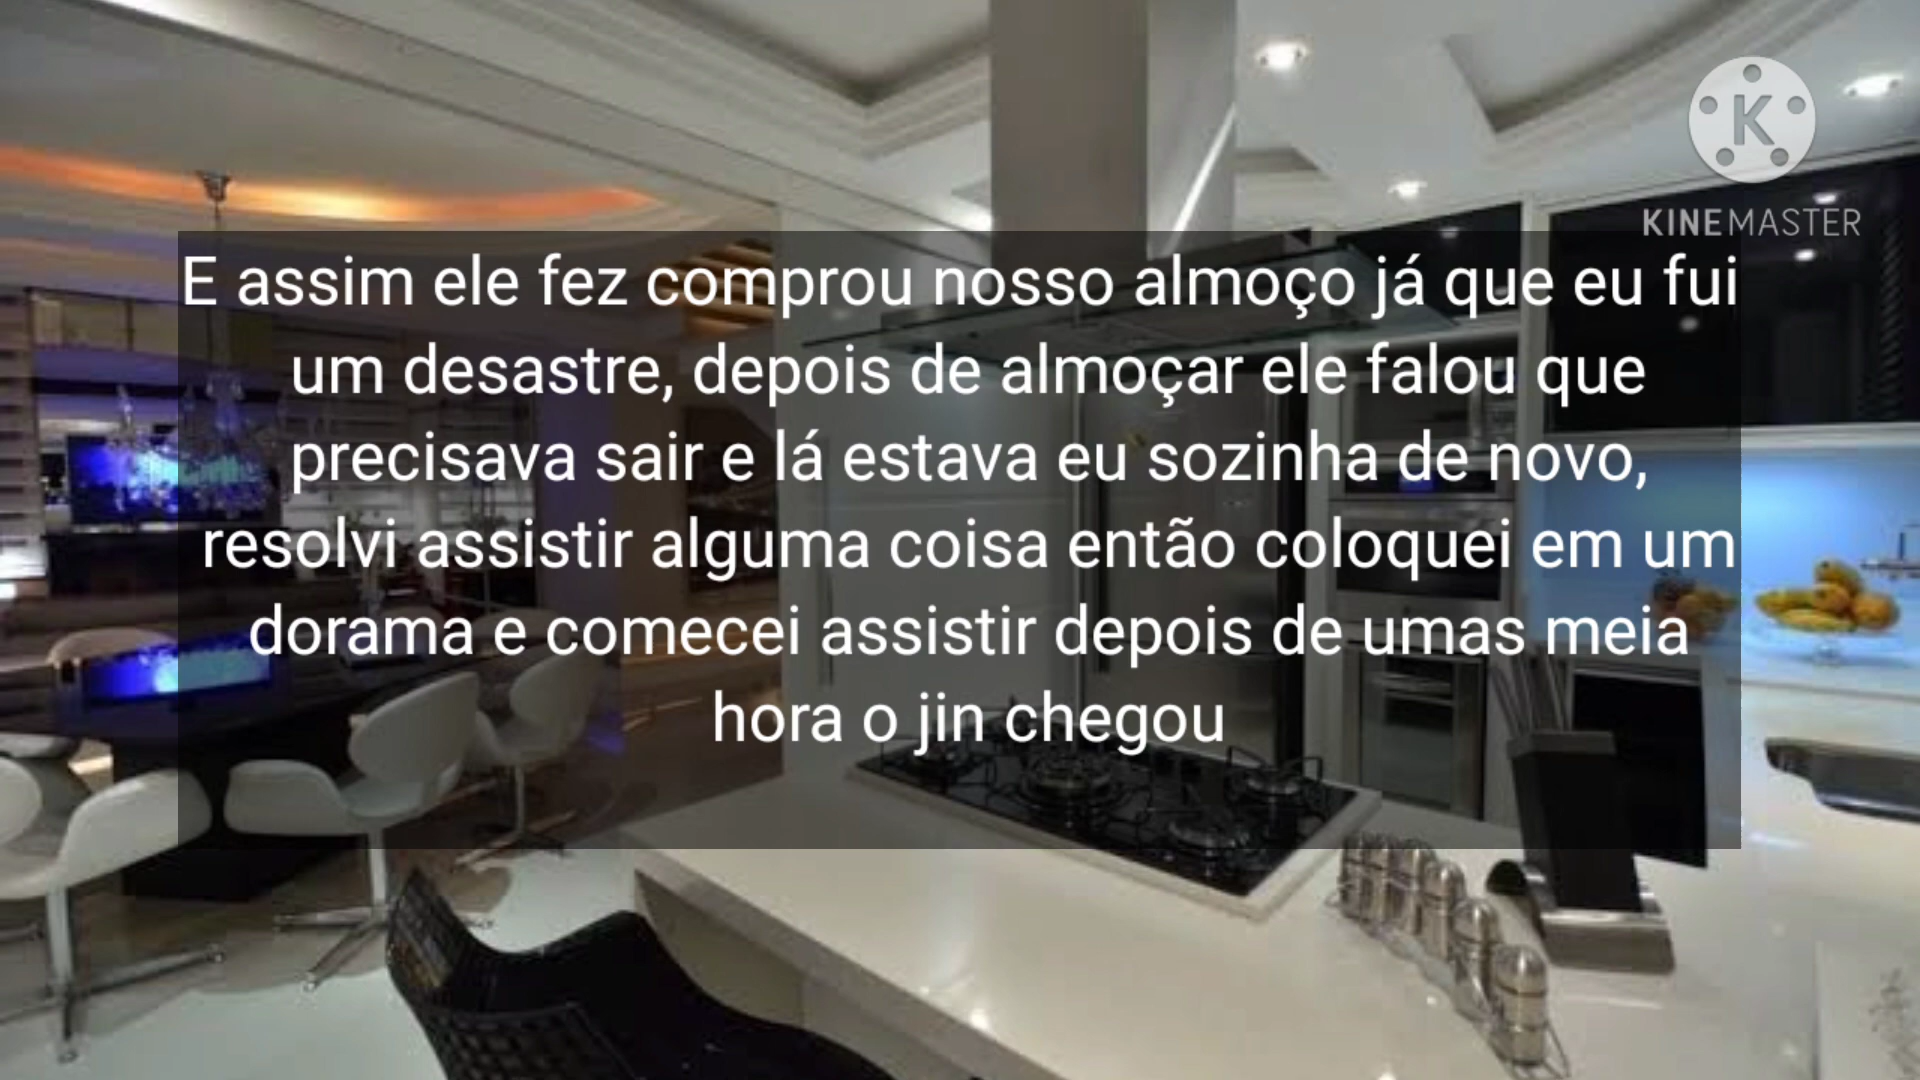 K
KINEMASTER
E assim ele fez comprou nosso almoço já que eu fui
um desastre, depois de almoçar ele falou que
precisava sair e lá estava eu sozinha de novo,
resolvi assistir alguma coisa então coloquei em um
dorama e comecei assistir depois de umas meia
hora o jin chegou